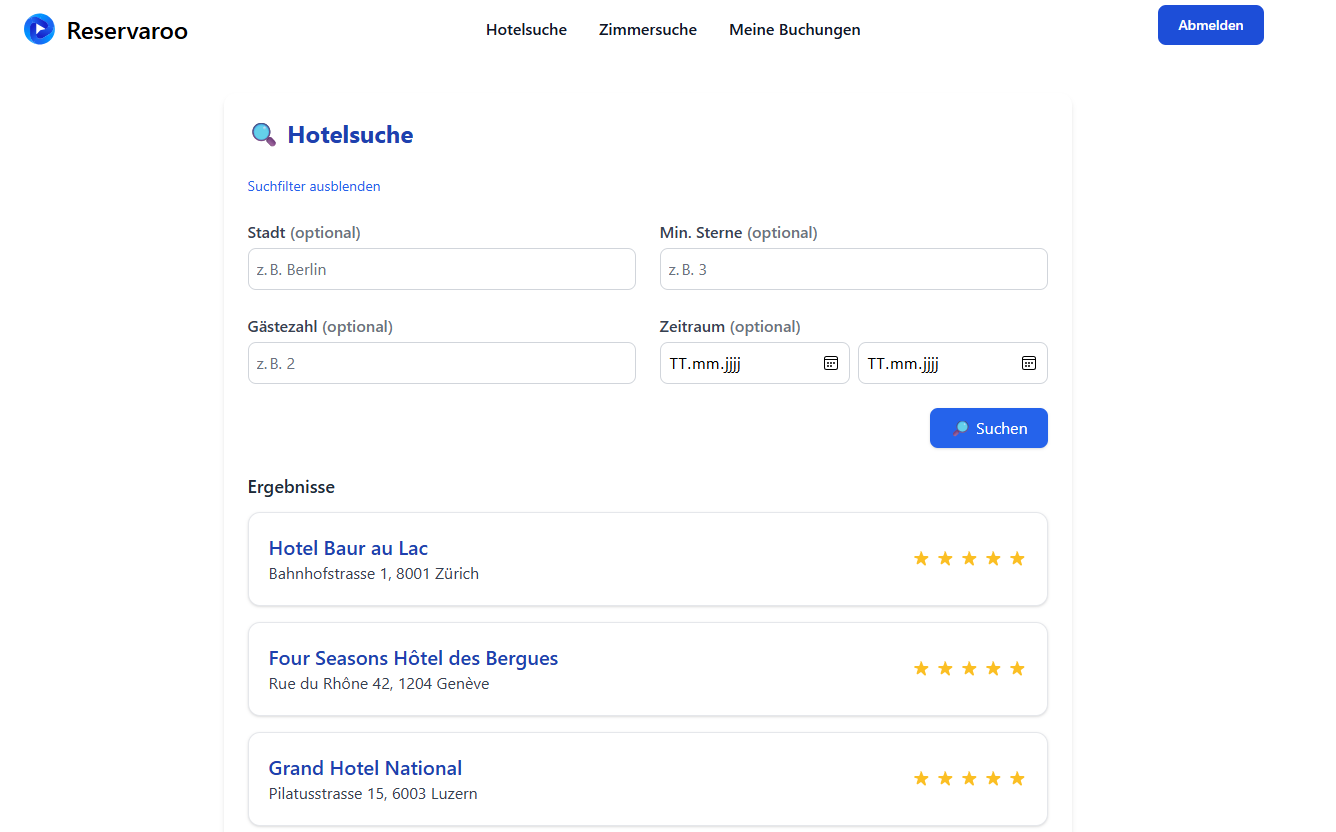 Reservaroo
Hotelsuche Zimmersuche Meine Buchungen
Abmelden
Hotelsuche
Suchfilter ausblenden
Stadt (optional)
z. B. Berlin
Min. Sterne (optional)
z. B. 3
Gästezahl (optional)
z. B. 2
Zeitraum (optional)
TT.mm.jjjj TT.mm.jjjj
Suchen
Ergebnisse
Hotel Baur au Lac
Bahnhofstrasse 1, 8001 Zürich
Four Seasons Hôtel des Bergues
Rue du Rhône 42, 1204 Genève
Grand Hotel National
Pilatusstrasse 15, 6003 Luzern